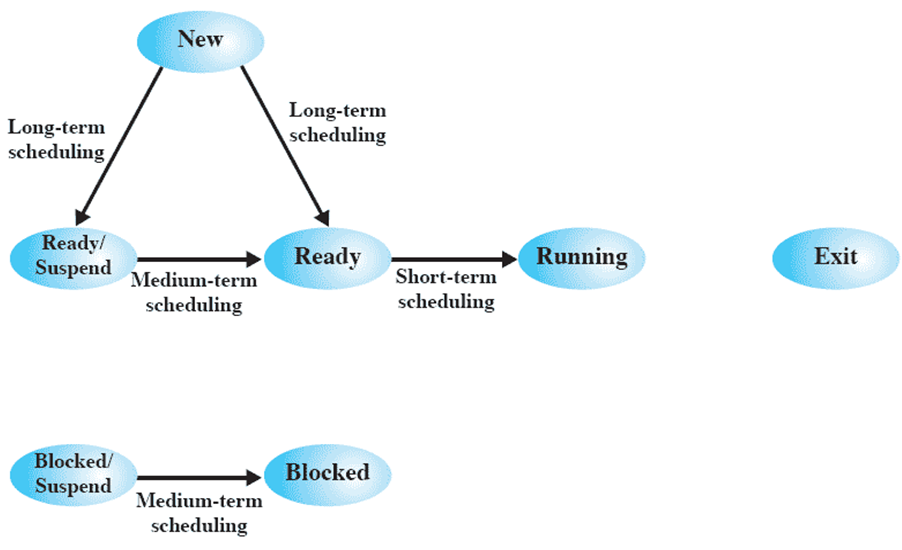 New
Long-term
scheduling
Long-term
scheduling
Ready/
Suspend
Medium-term
scheduling
Ready
Short-term
scheduling
Running
Exit
Blocked/
Suspend
Medium-term
scheduling
Blocked